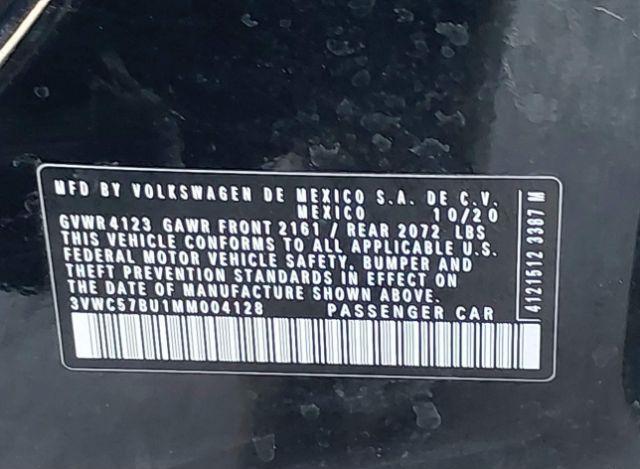 MFD BY VOLKSWAGEN DE MEXICO S.A. DE C.V.
MEXICO 10/20
GVWR 4123 GAWR FRONT 2161 / REAR 2072 LBS
THIS VEHICLE CONFORMS TO ALL APPLICABLE U.S.
FEDERAL MOTOR VEHICLE SAFETY, BUMPER AND
THEFT PREVENTION STANDARDS IN EFFECT ON
THE DATE OF MANUFACTURE SHOWN ABOVE.
3VWC57BU1MM004128 PASSENGER CAR
4121512 3387 M